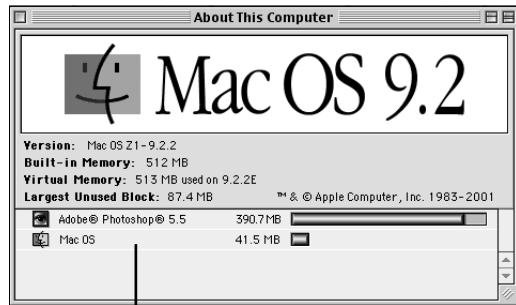 About This Computer
Mac OS 9.2
Version: Mac OS Z1-9.2.2
Built-in Memory: 512 MB
Virtual Memory: 513 MB used on 9.2.2E
Largest Unused Block: 87.4 MB ™ & © Apple Computer, Inc. 1983-2001
Adobe® Photoshop® 5.5 390.7 MB
Mac OS 41.5 MB